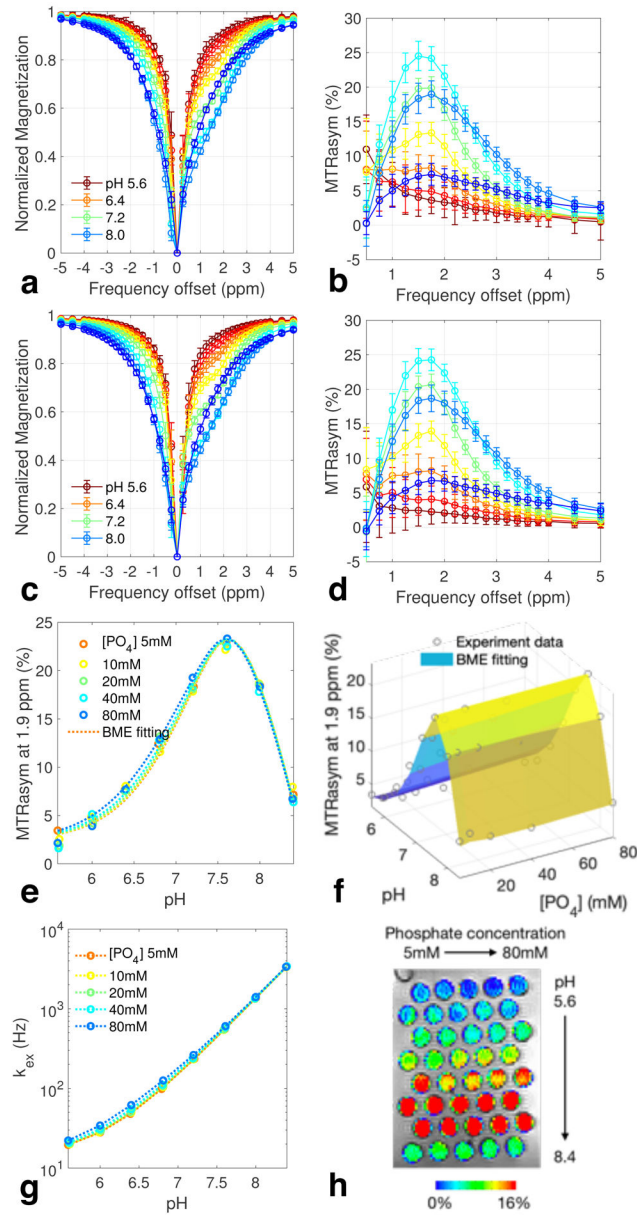 1
0.8
0.6
0.4
0.2
0
Normalized Magnetization
pH 5.6
6.4
7.2
8.0
-5 -4 -3 -2 -1 0 1 2 3 4 5
Frequency offset (ppm)
a
30
25
20
15
10
5
0
-5
MTRasym (%)
1 2 3 4 5
Frequency offset (ppm)
b
1
0.8
0.6
0.4
0.2
0
Normalized Magnetization
pH 5.6
6.4
7.2
8.0
-5 -4 -3 -2 -1 0 1 2 3 4 5
Frequency offset (ppm)
c
30
25
20
15
10
5
0
-5
MTRasym (%)
1 2 3 4 5
Frequency offset (ppm)
d
25
20
15
10
5
0
MTRasym at 1.9 ppm (%)
[PO4] 5mM
10mM
20mM
40mM
80mM
BME fitting
6 6.5 7 7.5 8
pH
e
Experiment data
BME fitting
20
15
10
5
MTRasym at 1.9 ppm (%)
6
7
8
pH
20 40 60 80
[PO4] (mM)
f
10^4
10^3
10^2
10^1
kex (Hz)
[PO4] 5mM
10mM
20mM
40mM
80mM
6 6.5 7 7.5 8
pH
g
Phosphate concentration
5mM → 80mM
pH
5.6
8.4
0% 16%
h